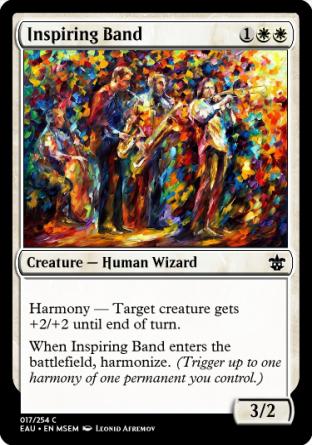 Inspiring Band 1
Creature — Human Wizard
Harmony — Target creature gets
+2/+2 until end of turn.
When Inspiring Band enters the
battlefield, harmonize. (Trigger up to one
harmony of one permanent you control.)
3/2
017/254 C
EAU • EN MSEM Leonid Afremov